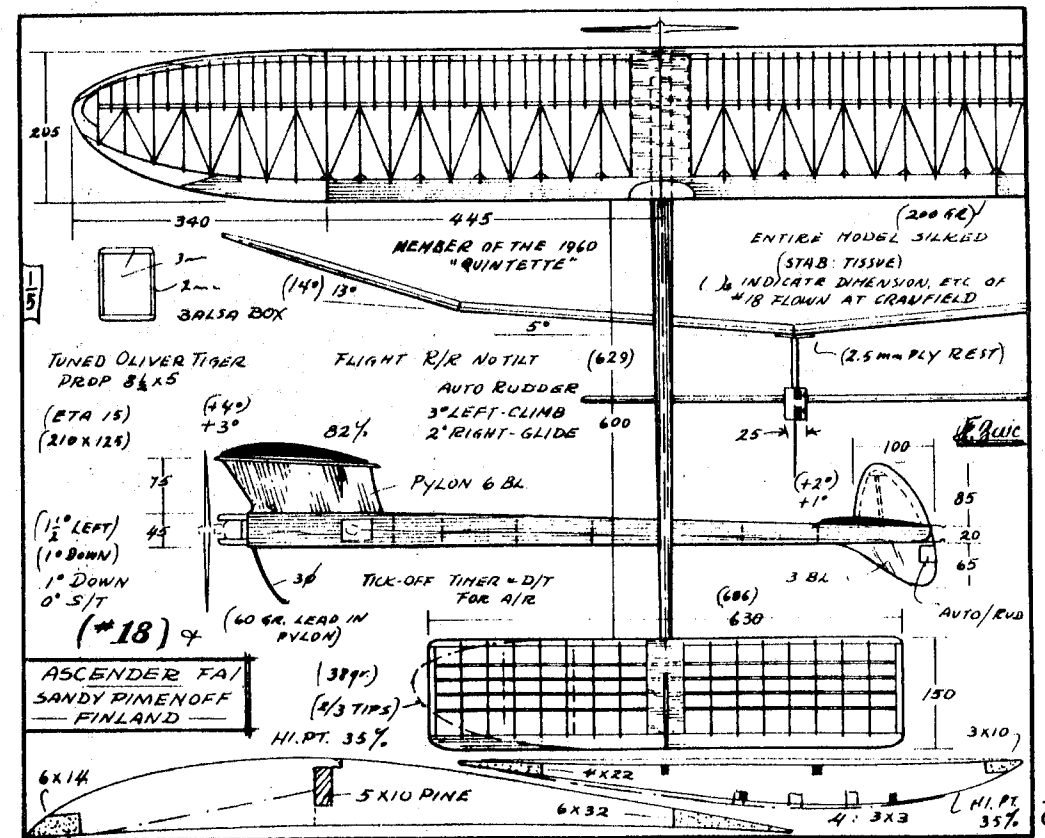 205
340
445
(200 GR)
MEMBER OF THE 1960
"QUINTETTE"
ENTIRE MODEL SILKED
(STAB: TISSUE)
( )s INDICATE DIMENSION, ETC OF
#18 FLOWN AT CRANFIELD
1/5
3mm
2mm
BALSA BOX
(14°) 13°
5°
TUNED OLIVER TIGER
PROP 8½ x 5
FLIGHT R/R NO TILT
(629)
(2.5 mm PLY REST)
(ETA 15)
(210 x 125)
AUTO RUDDER
3° LEFT-CLIMB
2° RIGHT-GLIDE
600
25
(+4°)
+3°
82%
100
75
PYLON 6 BL
(+2°)
+1°
85
45
20
65
(1½° LEFT)
(1° DOWN)
1° DOWN
0° S/T
3ø
TICK-OFF TIMER & D/T
FOR A/R
3 BL
AUTO/RUD
(60 GR. LEAD IN
PYLON)
(686)
630
(#18) &
ASCENDER FAI
SANDY PIMENOFF
— FINLAND —
(38gr.)
(2/3 TIPS)
150
HI.PT. 35%
3X10
6X14
5X10 PINE
4X22
6X32
4: 3X3
HI.PT.
35%